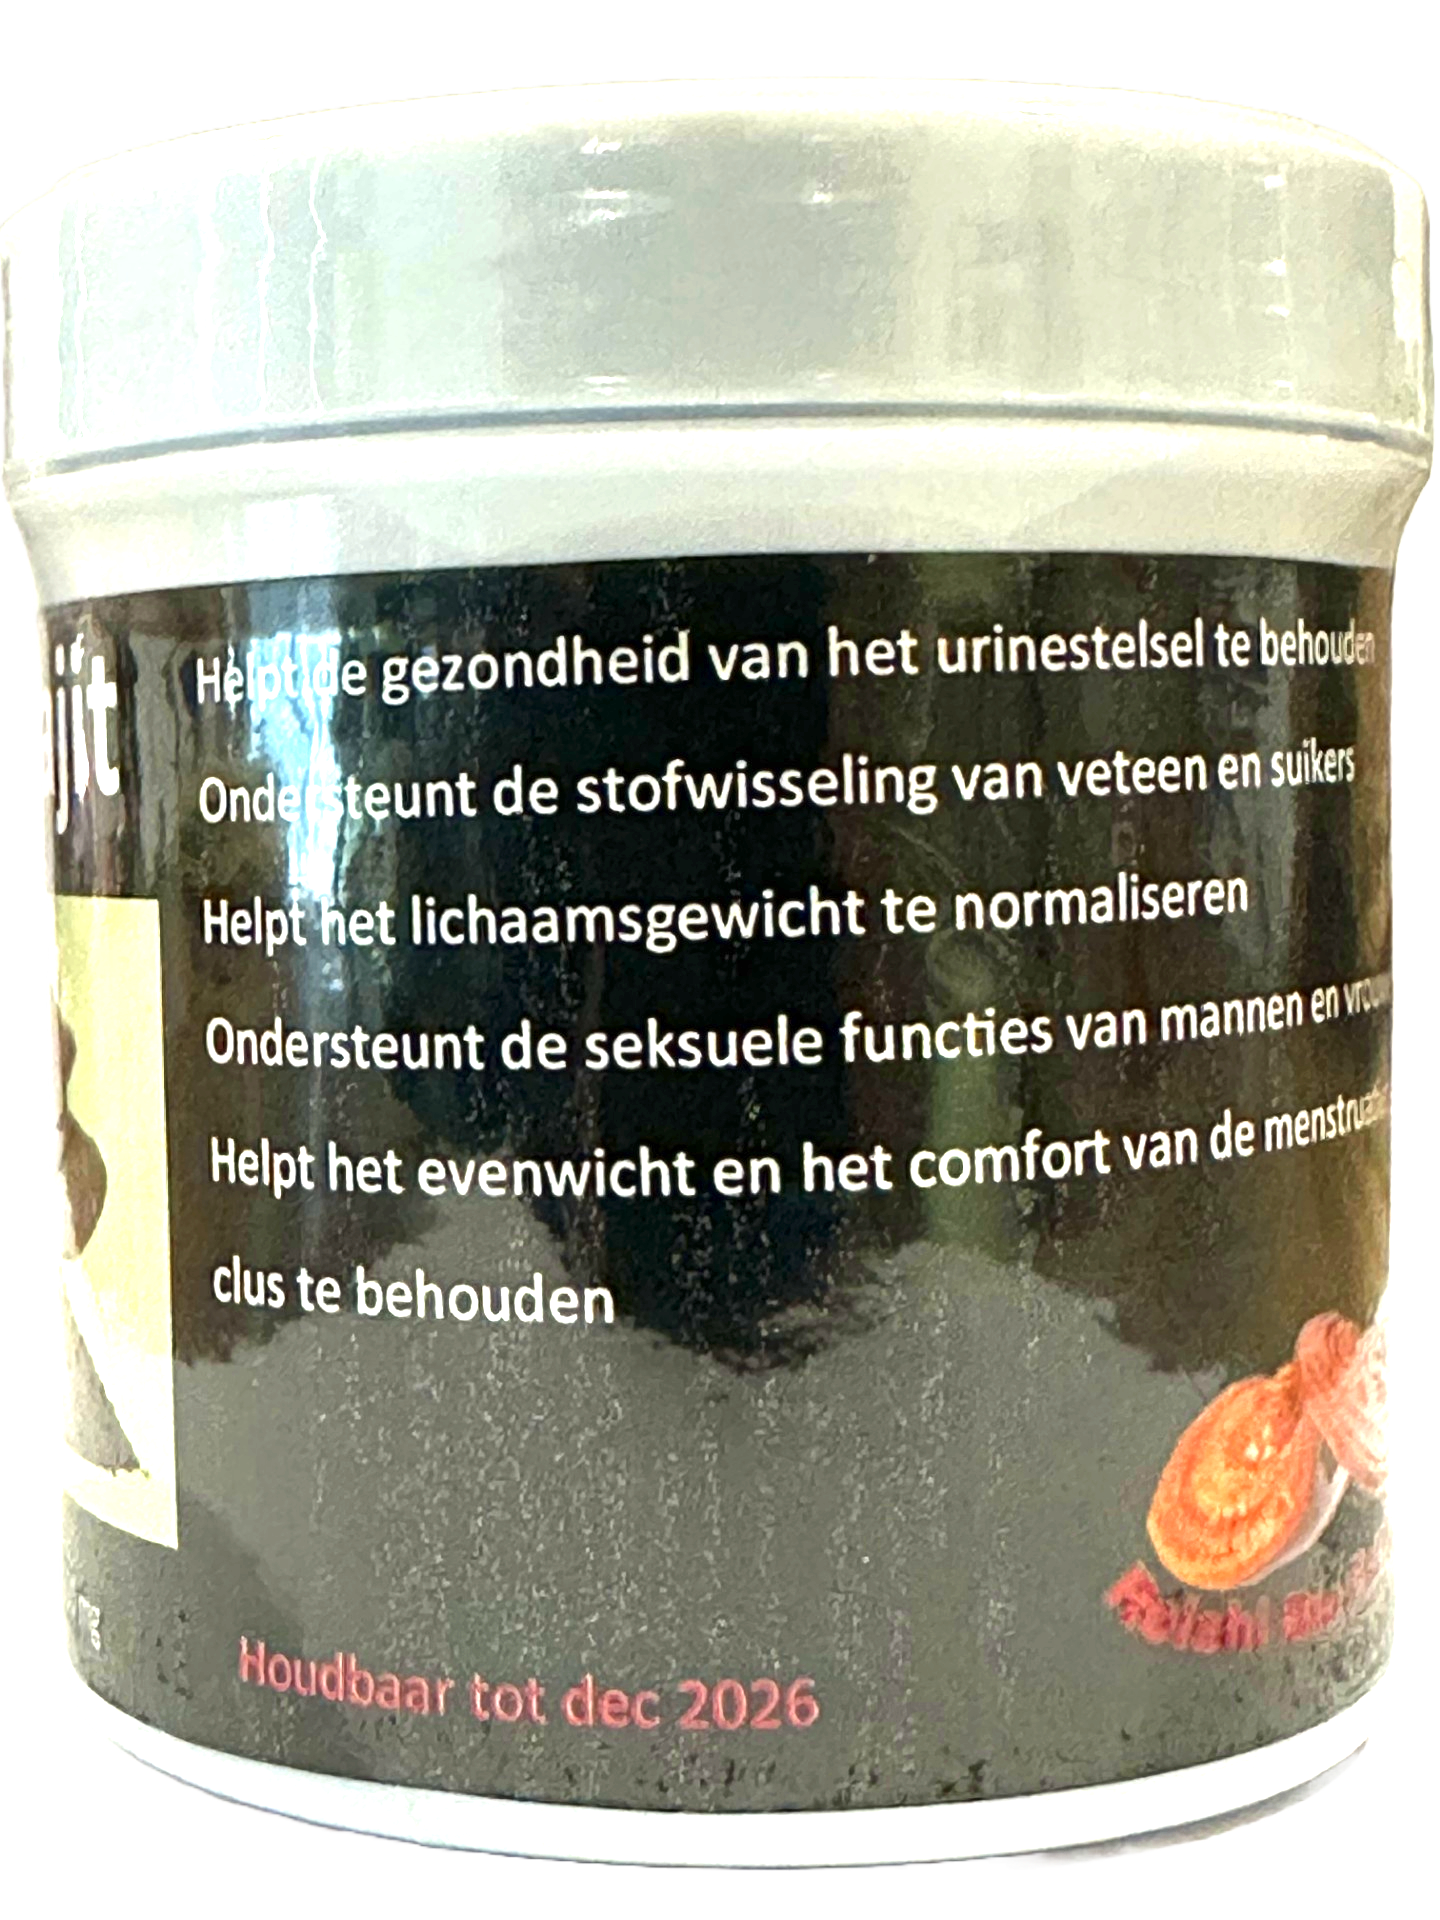 jit
Helpt de gezondheid van het urinestelsel te behouden
Ondersteunt de stofwisseling van veteen en suikers
Helpt het lichaamsgewicht te normaliseren
Ondersteunt de seksuele functies van mannen en
Helpt het evenwicht en het comfort van de
clus te behouden
Houdbaar tot dec 2026